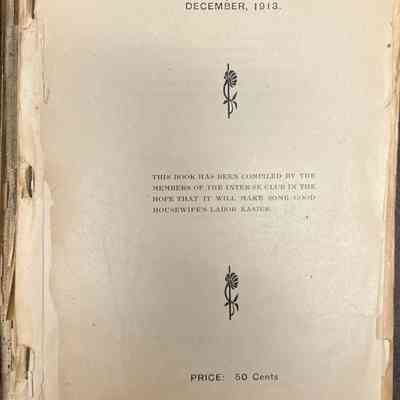 DECEMBER, 1913.
THIS BOOK HAS BEEN COMPILED BY THE
MEMBERS OF THE INTER-SE CLUB IN THE
HOPE THAT IT WILL MAKE SOME GOOD
HOUSEWIFE'S LABOR EASIER.
PRICE: 50 Cents